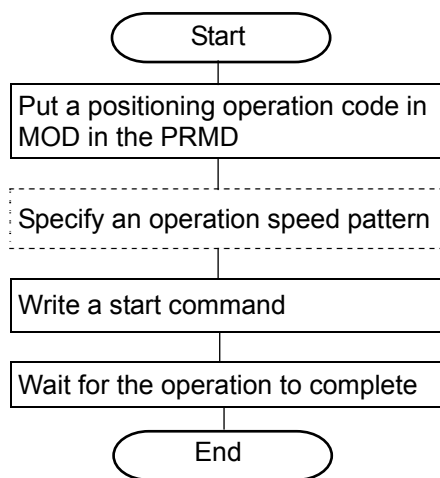 Start
Put a positioning operation code in
MOD in the PRMD
Specify an operation speed pattern
Write a start command
Wait for the operation to complete
End